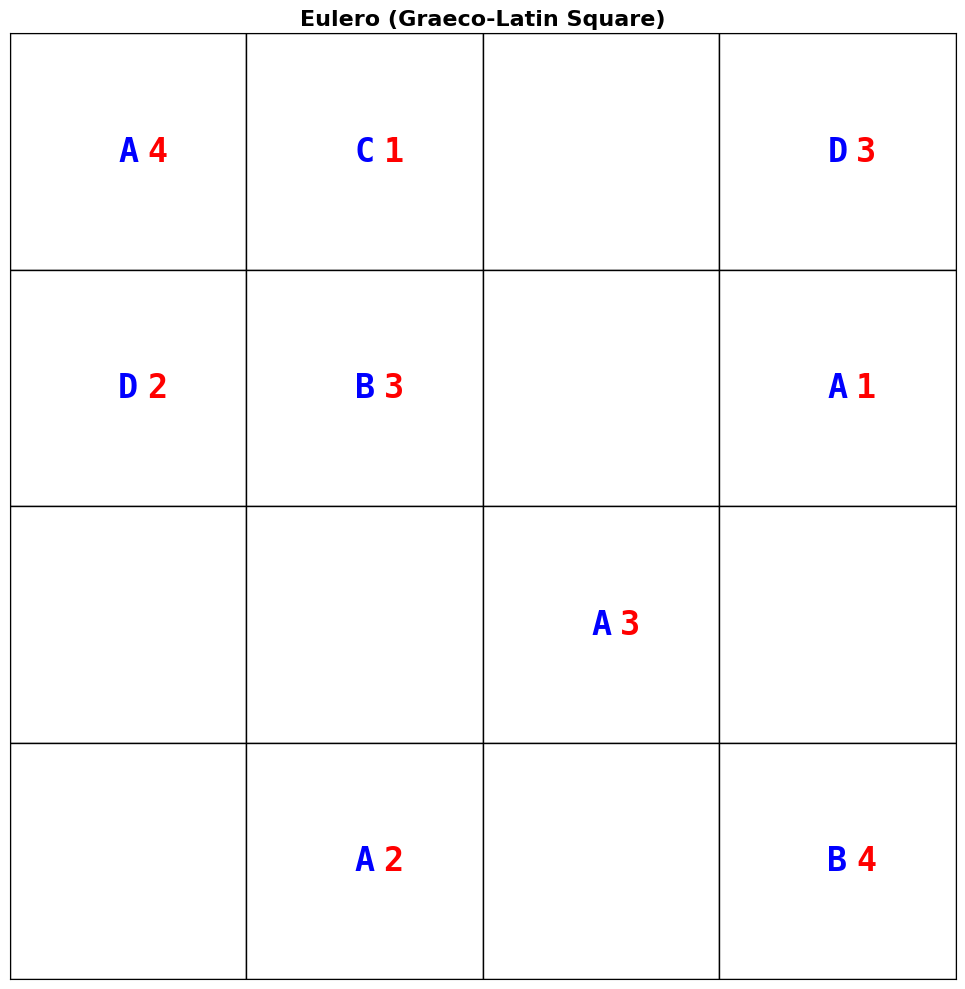 Eulero (Graeco-Latin Square)
A 4 C 1 D 3
D 2 B 3 A 1
A 3
A 2 B 4